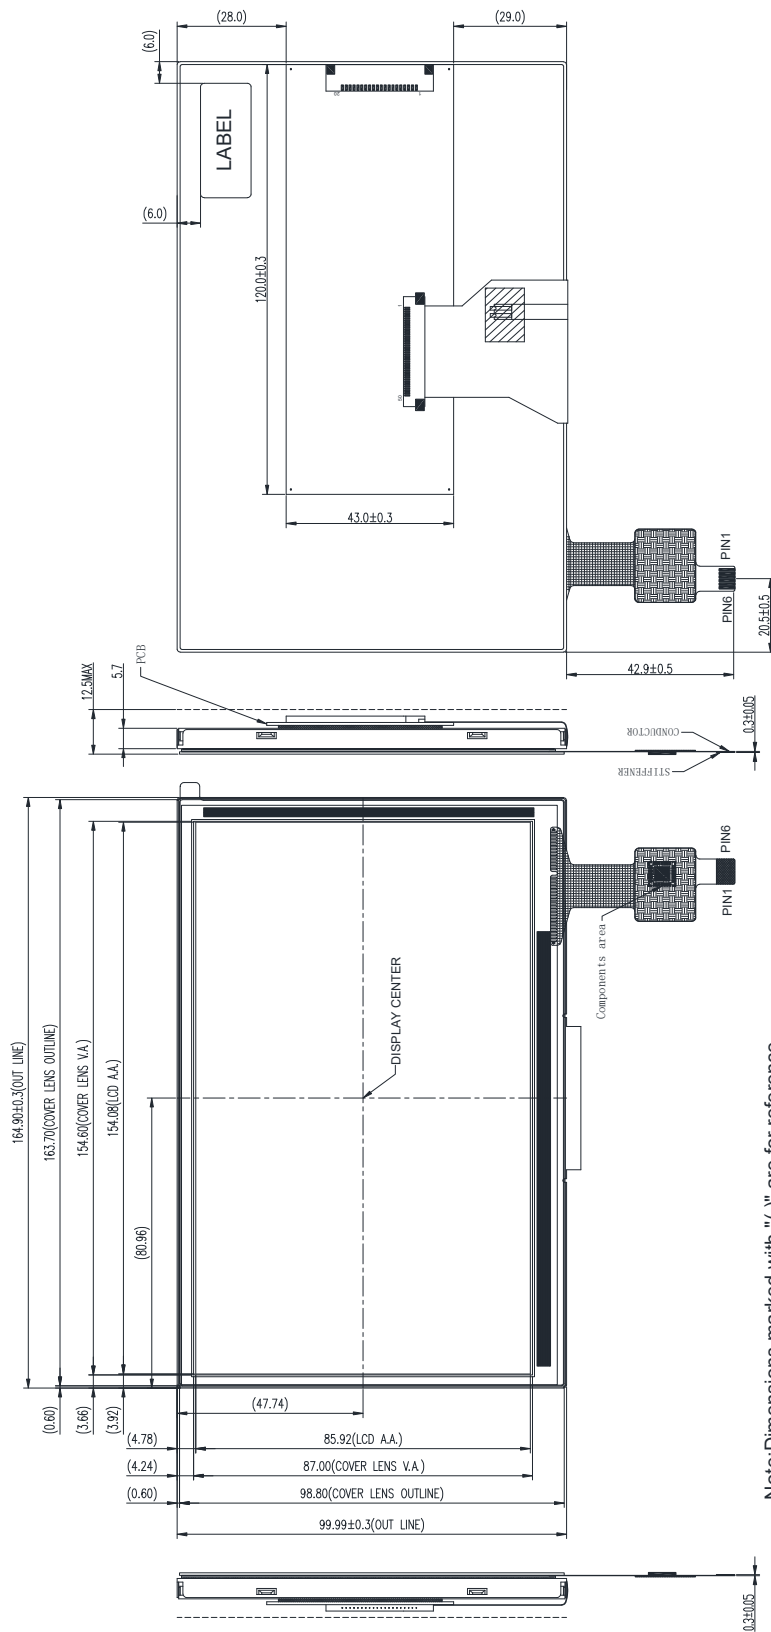 (28.0)
(29.0)
(6.0)
LABEL
20
1
(6.0)
120.0±0.3
1
50
43.0±0.3
PIN6 PIN1
20.5±0.5
42.9±0.5
12.5MAX
5.7
PCB
CONDUCTOR
STIFFENER
0.3±0.05
PIN1 PIN6
Components area
DISPLAY CENTER
164.90±0.3(OUT LINE)
163.70(COVER LENS OUTLINE)
154.60(COVER LENS V.A.)
154.08(LCD A.A.)
(80.96)
(0.60)
(3.66)
(3.92)
(47.74)
(4.78)
85.92(LCD A.A.)
(4.24)
87.00(COVER LENS V.A.)
(0.60)
98.80(COVER LENS OUTLINE)
99.99±0.3(OUT LINE)
0.3±0.05